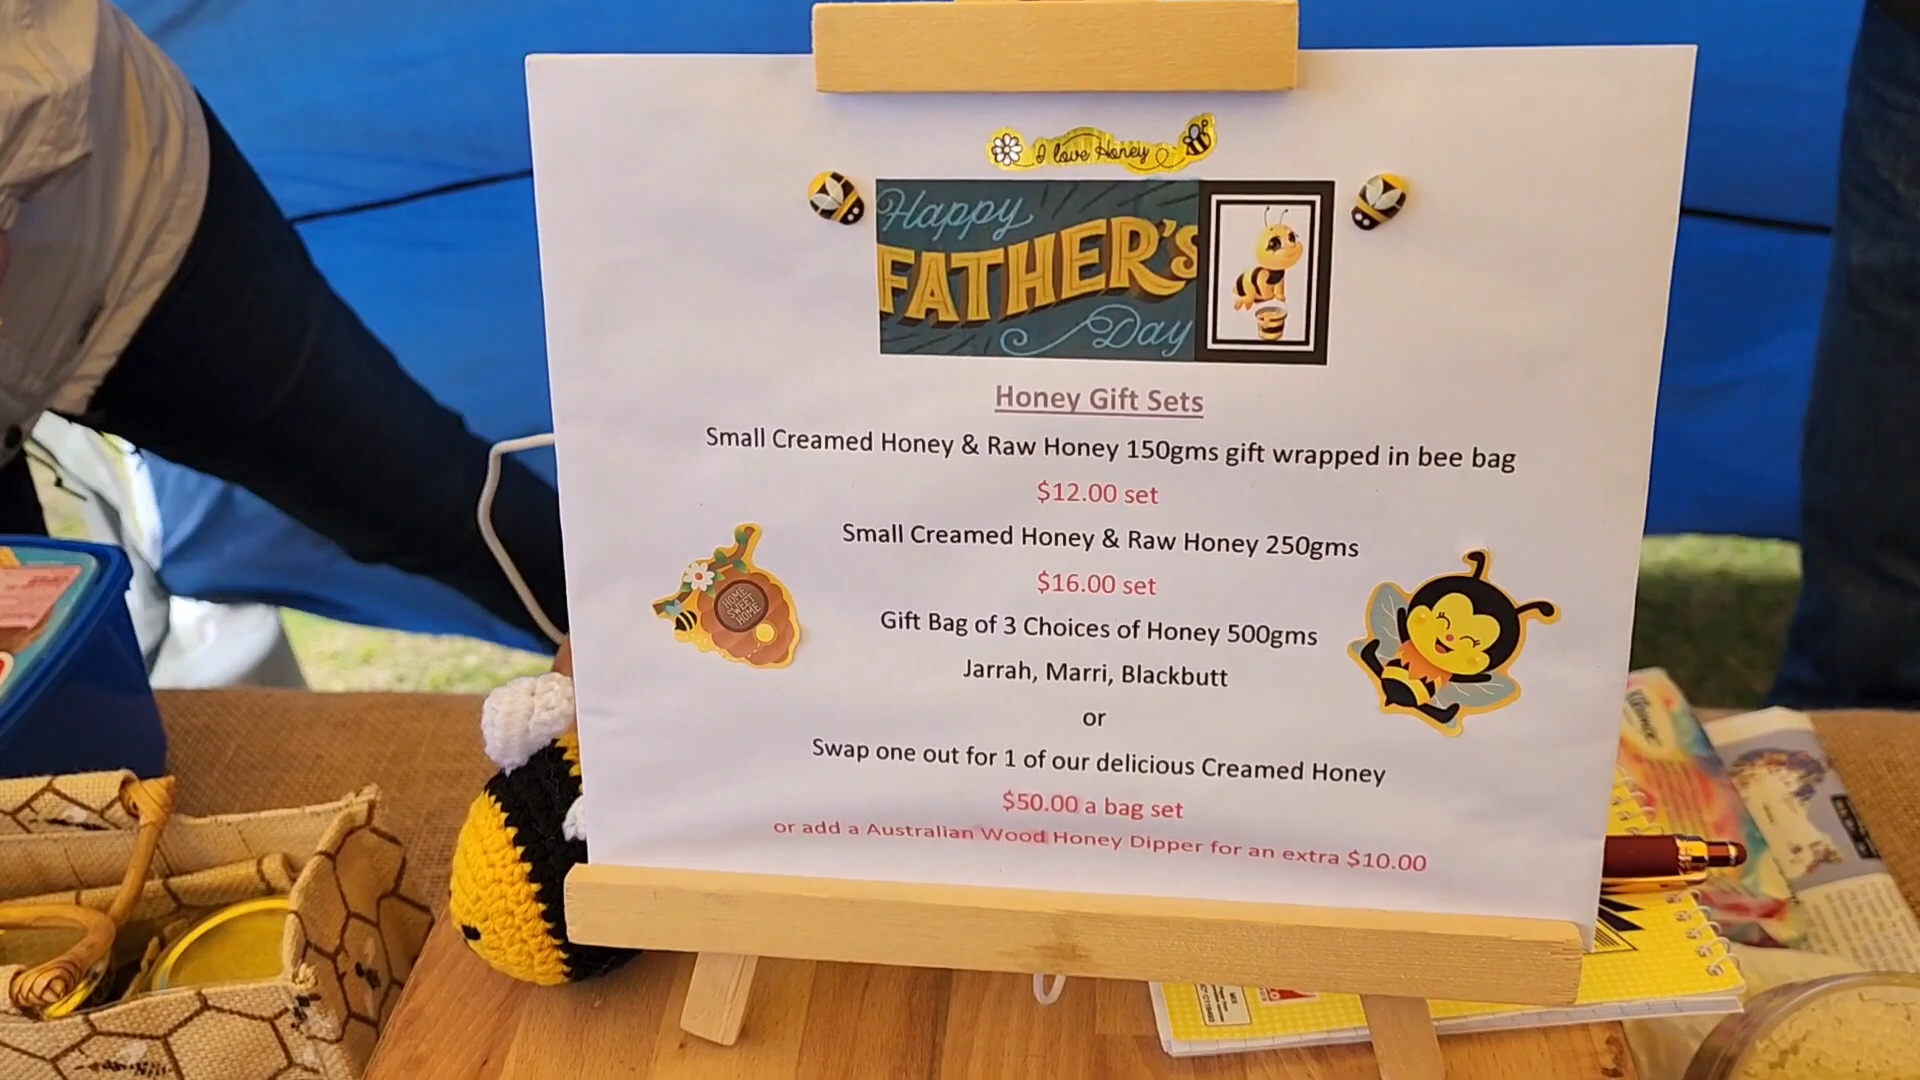 I love Honey
Happy
FATHER'S
Day
Honey Gift Sets
Small Creamed Honey & Raw Honey 150gms gift wrapped in bee bag
$12.00 set
Small Creamed Honey & Raw Honey 250gms
$16.00 set
HOME
SWEET
HOME
Gift Bag of 3 Choices of Honey 500gms
Jarrah, Marri, Blackbutt
or
Swap one out for 1 of our delicious Creamed Honey
$50.00 a bag set
or add a Australian Wood Honey Dipper for an extra $10.00